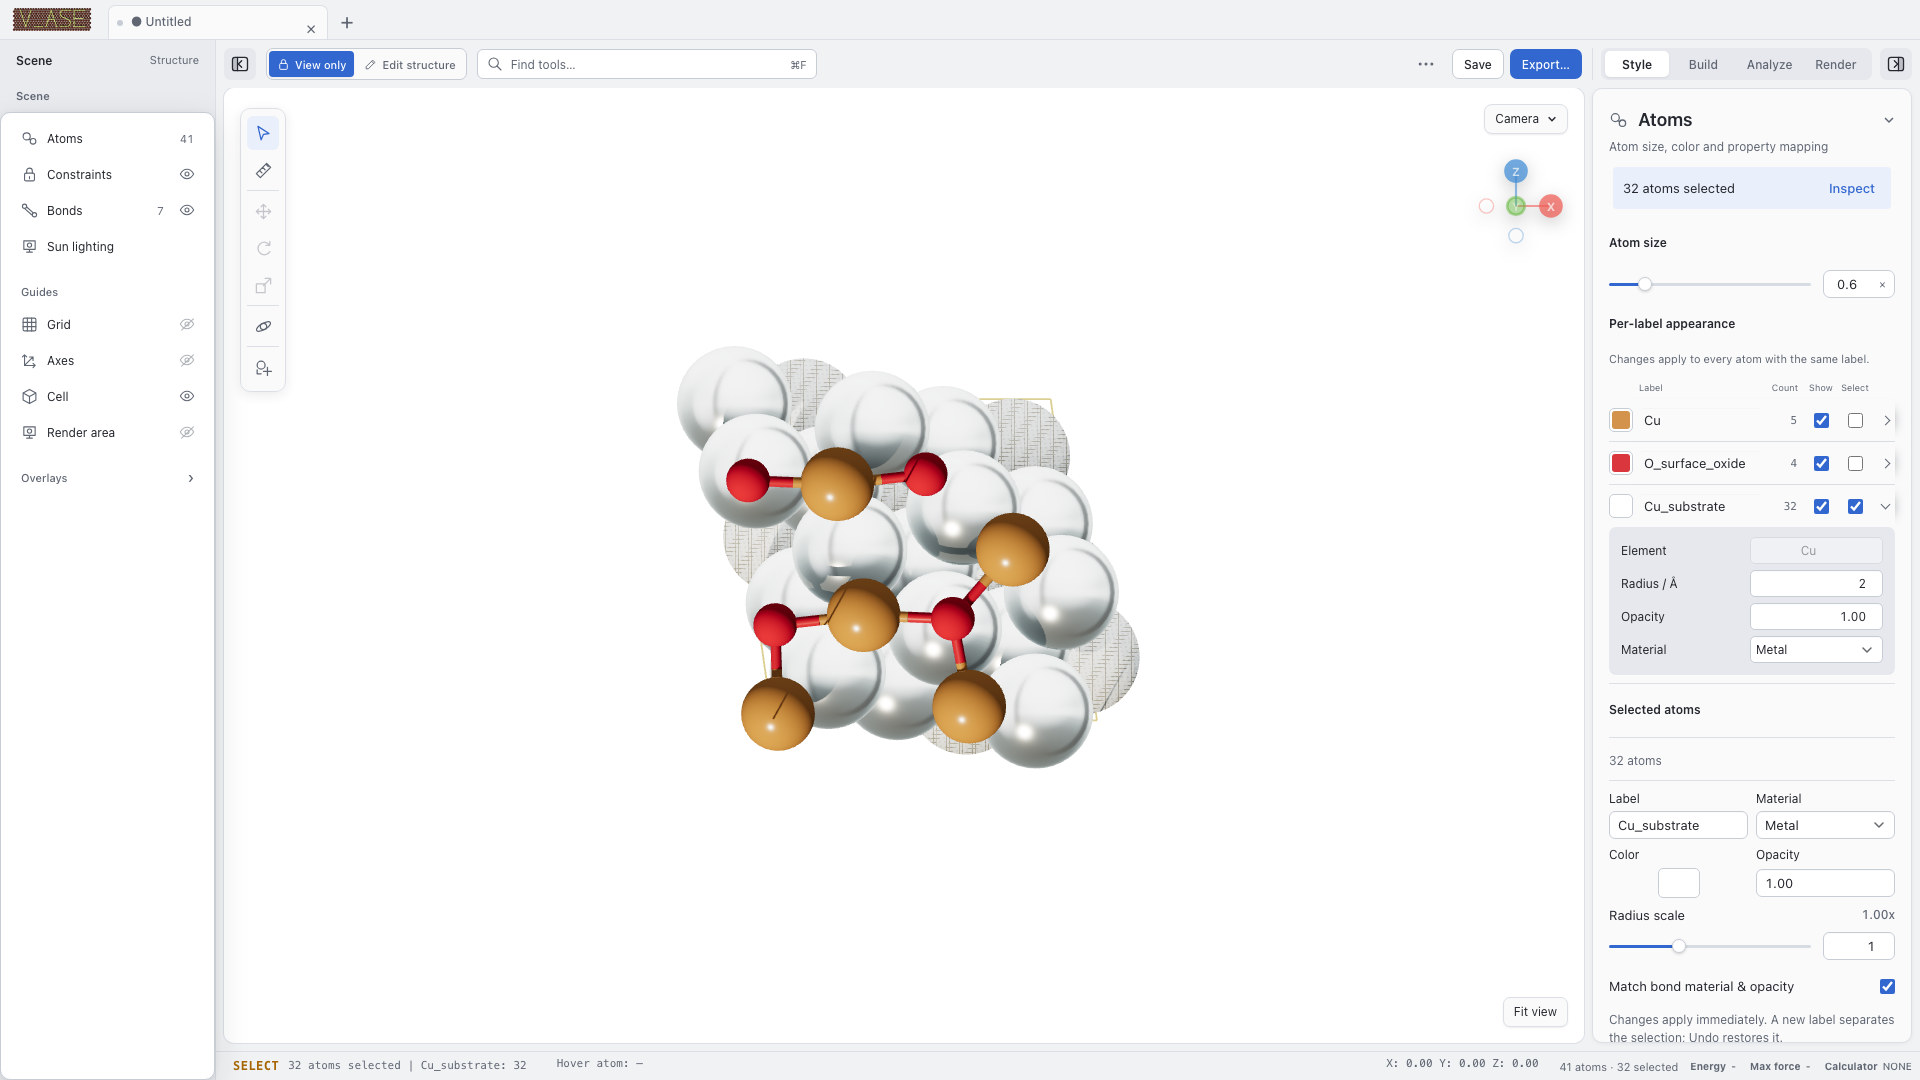 V_ASE
Untitled
Scene
Structure
View only
Edit structure
Find tools...
⌘F
Save
Export...
Style
Build
Analyze
Render
Scene
Atoms 41
Constraints
Bonds 7
Sun lighting
Guides
Grid
Axes
Cell
Render area
Overlays
Camera
Z
X
Fit view
Atoms
Atom size, color and property mapping
32 atoms selected Inspect
Atom size
0.6 ×
Per-label appearance
Changes apply to every atom with the same label.
Label Count Show Select
Cu 5
O_surface_oxide 4
Cu_substrate 32
Element Cu
Radius / Å 2
Opacity 1.00
Material Metal
Selected atoms
32 atoms
Label Material
Cu_substrate Metal
Color Opacity
1.00
Radius scale 1.00x
1
Match bond material & opacity
Changes apply immediately. A new label separates
the selection; Undo restores it.
SELECT 32 atoms selected | Cu_substrate: 32 Hover atom: —
X: 0.00 Y: 0.00 Z: 0.00
41 atoms · 32 selected Energy - Max force - Calculator NONE